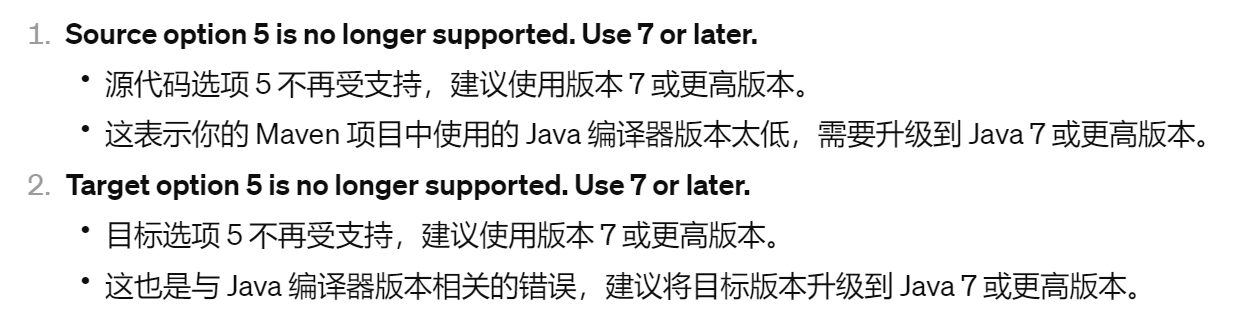 1. Source option 5 is no longer supported. Use 7 or later.
• 源代码选项 5 不再受支持，建议使用版本 7 或更高版本。
• 这表示你的 Maven 项目中使用的 Java 编译器版本太低，需要升级到 Java 7 或更高版本。
2. Target option 5 is no longer supported. Use 7 or later.
• 目标选项 5 不再受支持，建议使用版本 7 或更高版本。
• 这也是与 Java 编译器版本相关的错误，建议将目标版本升级到 Java 7 或更高版本。